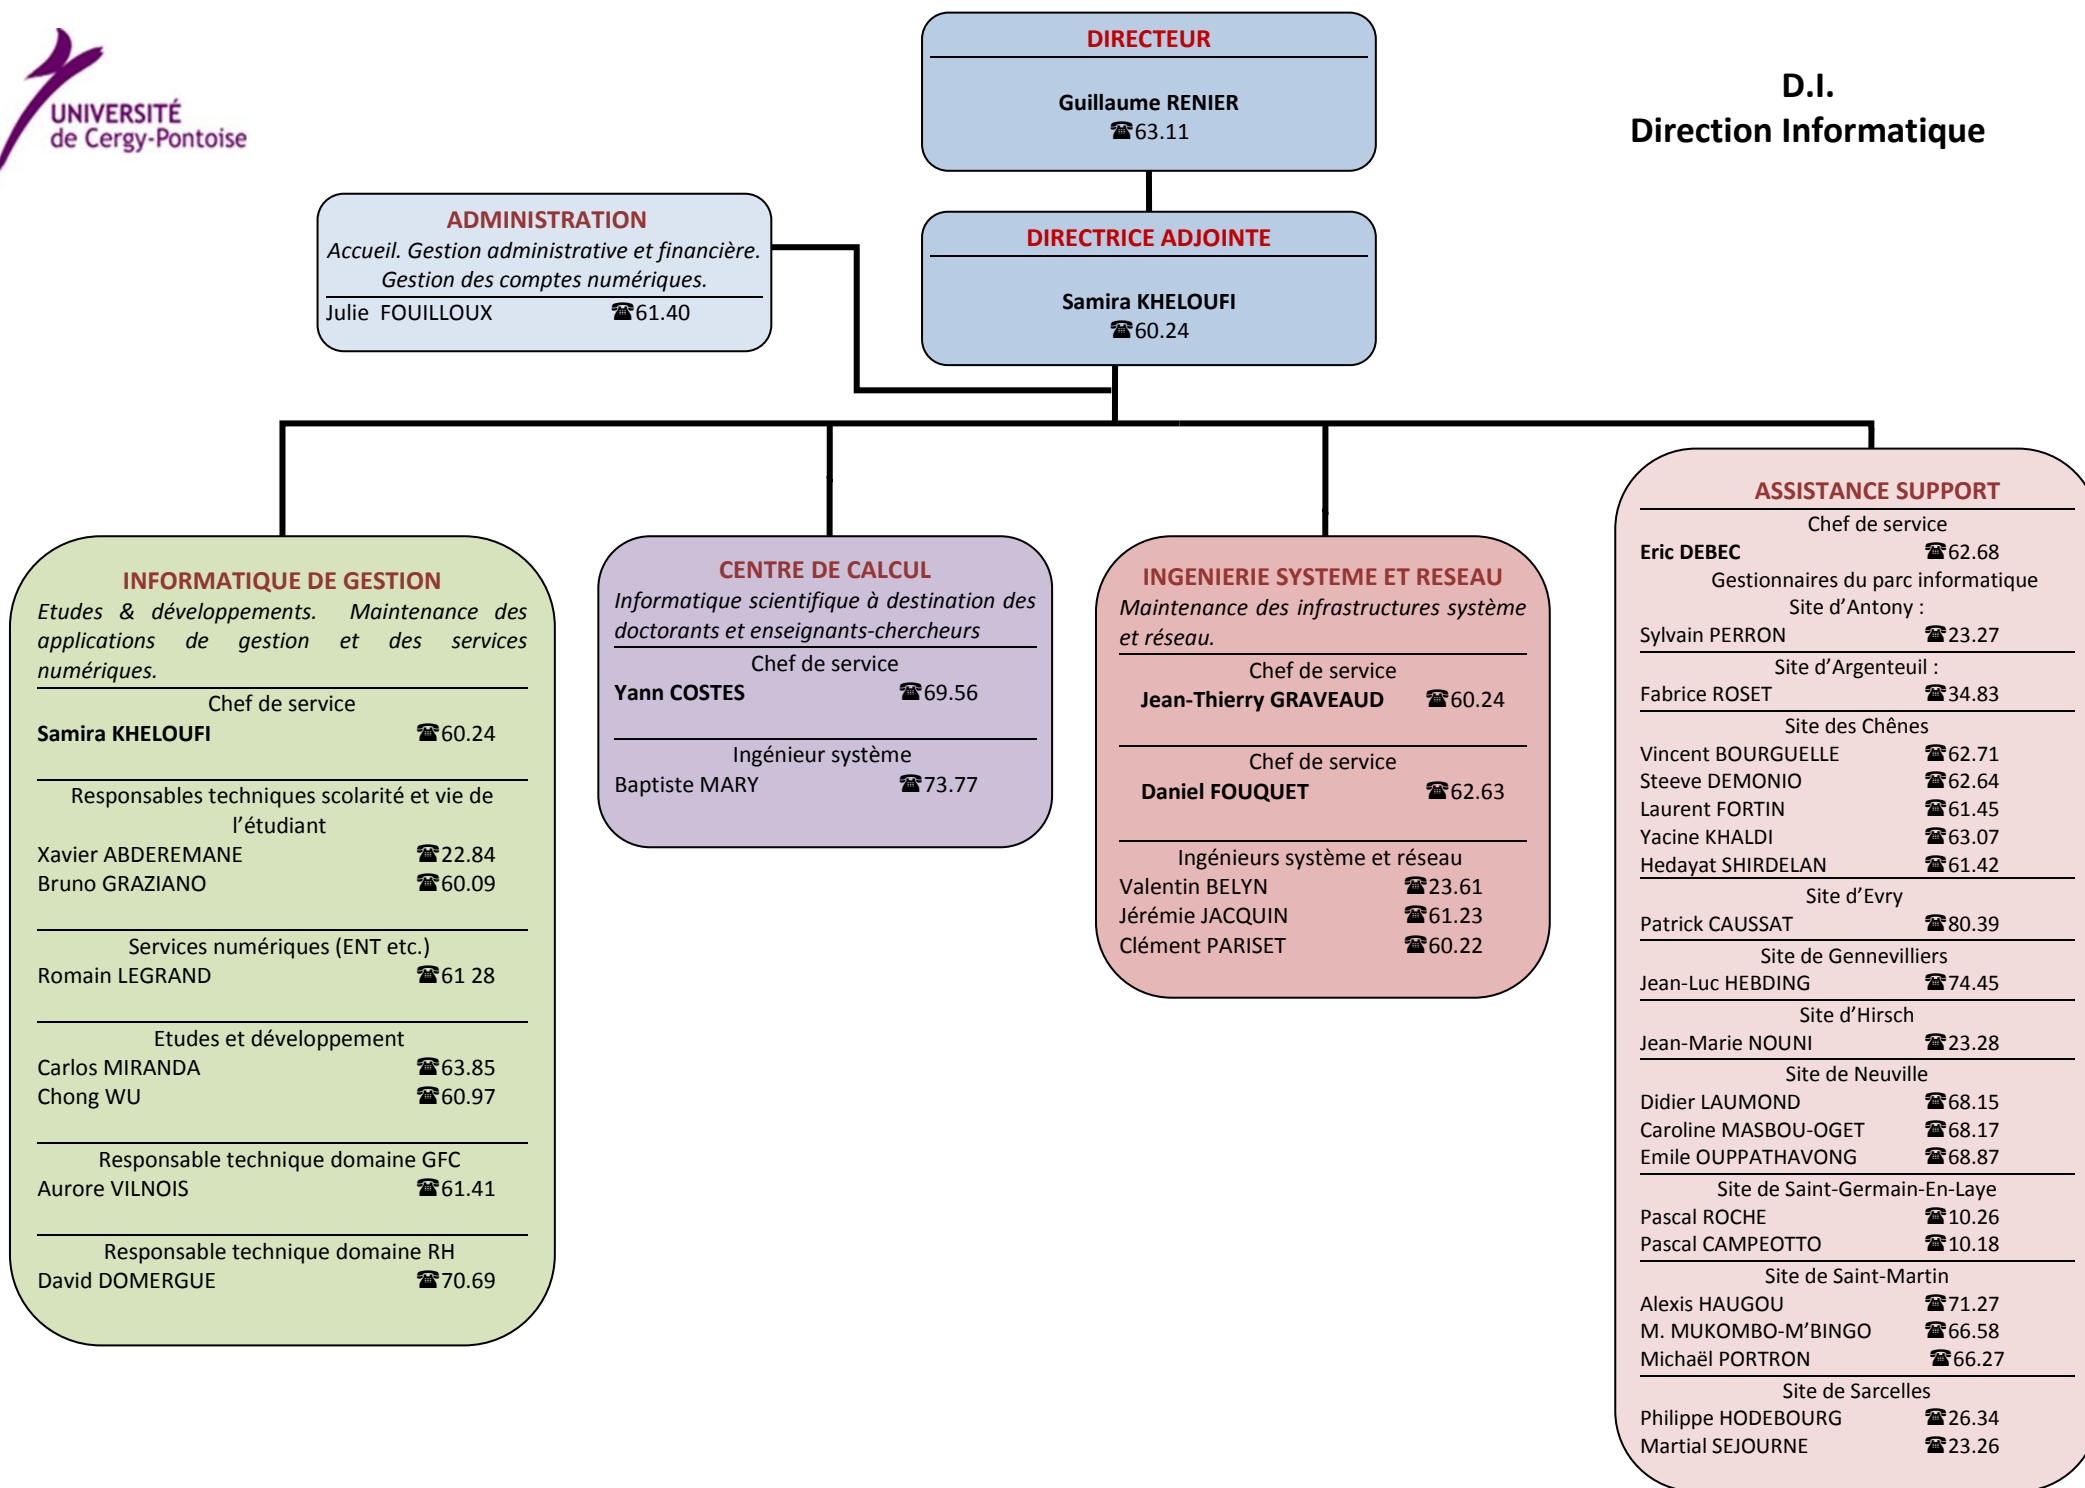 UNIVERSITÉ
de Cergy-Pontoise
DIRECTEUR
Guillaume RENIER
☎63.11
D.I.
Direction Informatique
ADMINISTRATION
Accueil. Gestion administrative et financière.
Gestion des comptes numériques.
Julie FOUILLOUX ☎61.40
DIRECTRICE ADJOINTE
Samira KHELOUFI
☎60.24
INFORMATIQUE DE GESTION
Etudes & développements. Maintenance des
applications de gestion et des services
numériques.
Chef de service
Samira KHELOUFI ☎60.24
Responsables techniques scolarité et vie de
l'étudiant
Xavier ABDEREMANE ☎22.84
Bruno GRAZIANO ☎60.09
Services numériques (ENT etc.)
Romain LEGRAND ☎61 28
Etudes et développement
Carlos MIRANDA ☎63.85
Chong WU ☎60.97
Responsable technique domaine GFC
Aurore VILNOIS ☎61.41
Responsable technique domaine RH
David DOMERGUE ☎70.69
CENTRE DE CALCUL
Informatique scientifique à destination des
doctorants et enseignants-chercheurs
Chef de service
Yann COSTES ☎69.56
Ingénieur système
Baptiste MARY ☎73.77
INGENIERIE SYSTEME ET RESEAU
Maintenance des infrastructures système
et réseau.
Chef de service
Jean-Thierry GRAVEAUD ☎60.24
Chef de service
Daniel FOUQUET ☎62.63
Ingénieurs système et réseau
Valentin BELYN ☎23.61
Jérémie JACQUIN ☎61.23
Clément PARISET ☎60.22
ASSISTANCE SUPPORT
Chef de service
Eric DEBEC ☎62.68
Gestionnaires du parc informatique
Site d'Antony :
Sylvain PERRON ☎23.27
Site d'Argenteuil :
Fabrice ROSET ☎34.83
Site des Chênes
Vincent BOURGUELLE ☎62.71
Steeve DEMONIO ☎62.64
Laurent FORTIN ☎61.45
Yacine KHALDI ☎63.07
Hedayat SHIRDELAN ☎61.42
Site d'Evry
Patrick CAUSSAT ☎80.39
Site de Gennevilliers
Jean-Luc HEBDING ☎74.45
Site d'Hirsch
Jean-Marie NOUNI ☎23.28
Site de Neuville
Didier LAUMOND ☎68.15
Caroline MASBOU-OGET ☎68.17
Emile OUPPATHAVONG ☎68.87
Site de Saint-Germain-En-Laye
Pascal ROCHE ☎10.26
Pascal CAMPEOTTO ☎10.18
Site de Saint-Martin
Alexis HAUGOU ☎71.27
M. MUKOMBO-M'BINGO ☎66.58
Michaël PORTRON ☎66.27
Site de Sarcelles
Philippe HODEBOURG ☎26.34
Martial SEJOURNE ☎23.26